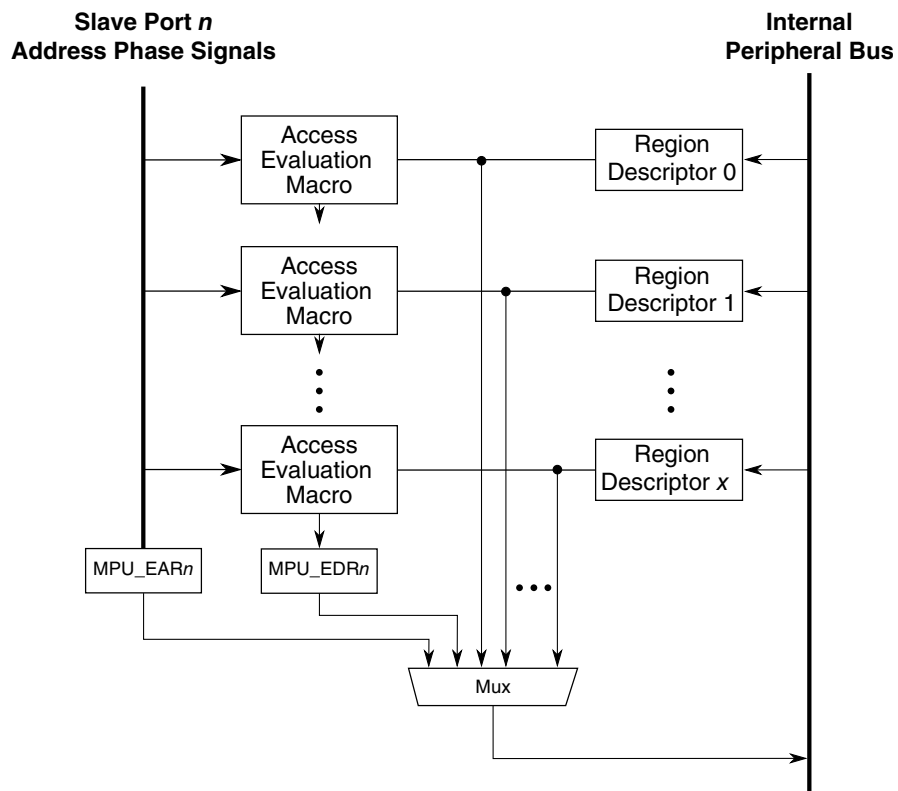 Slave Port n
Address Phase Signals
Internal
Peripheral Bus
Access
Evaluation
Macro
Region
Descriptor 0
Access
Evaluation
Macro
Region
Descriptor 1
Access
Evaluation
Macro
Region
Descriptor x
MPU_EARn
MPU_EDRn
Mux